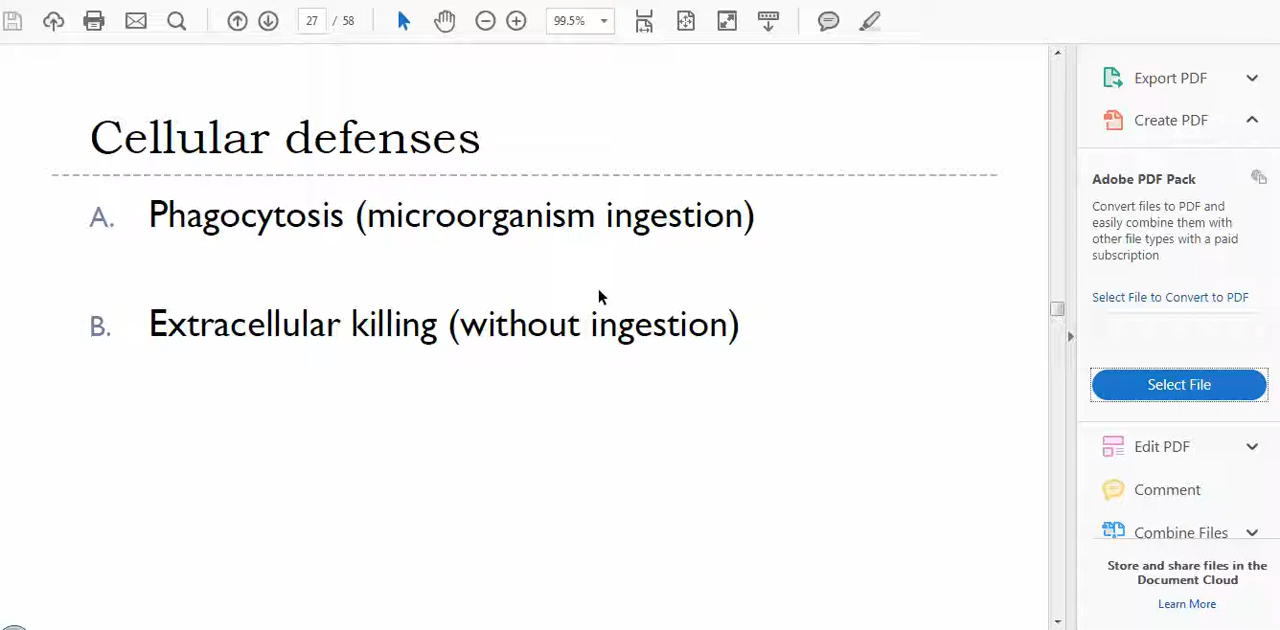 27 / 58
99.5%
Cellular defenses
A. Phagocytosis (microorganism ingestion)
B. Extracellular killing (without ingestion)
Export PDF
Create PDF
Adobe PDF Pack
Convert files to PDF and
easily combine them with
other file types with a paid
subscription
Select File to Convert to PDF
Select File
Edit PDF
Comment
Combine Files
Store and share files in the
Document Cloud
Learn More